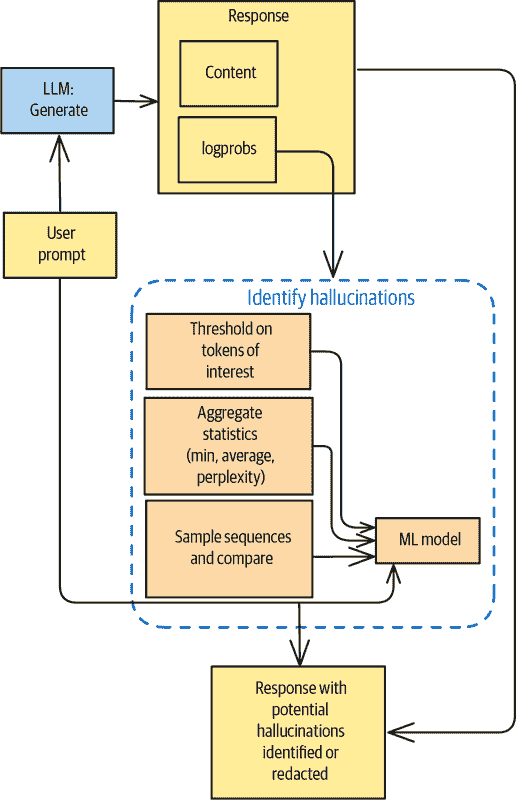 Response
Content
LLM:
Generate
logprobs
User
prompt
Identify hallucinations
Threshold on
tokens of
interest
Aggregate
statistics
(min, average,
perplexity)
Sample sequences
and compare
ML model
Response with
potential
hallucinations
identified or
redacted